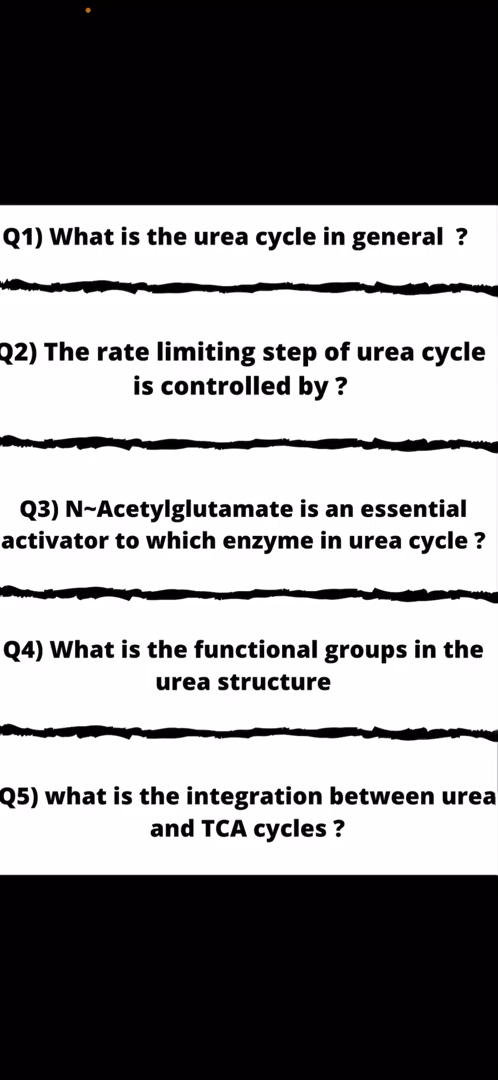 Q1) What is the urea cycle in general ?
Q2) The rate limiting step of urea cycle
is controlled by ?
Q3) N~Acetylglutamate is an essential
activator to which enzyme in urea cycle ?
Q4) What is the functional groups in the
urea structure
Q5) what is the integration between urea
and TCA cycles ?